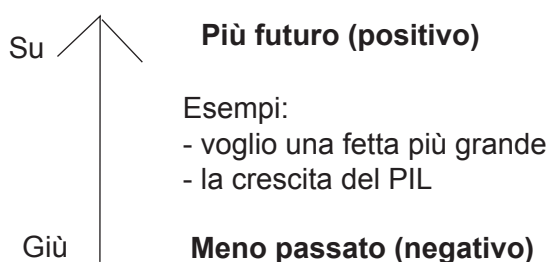 Su
Più futuro (positivo)
Esempi:
- voglio una fetta più grande
- la crescita del PIL
Giù
Meno passato (negativo)